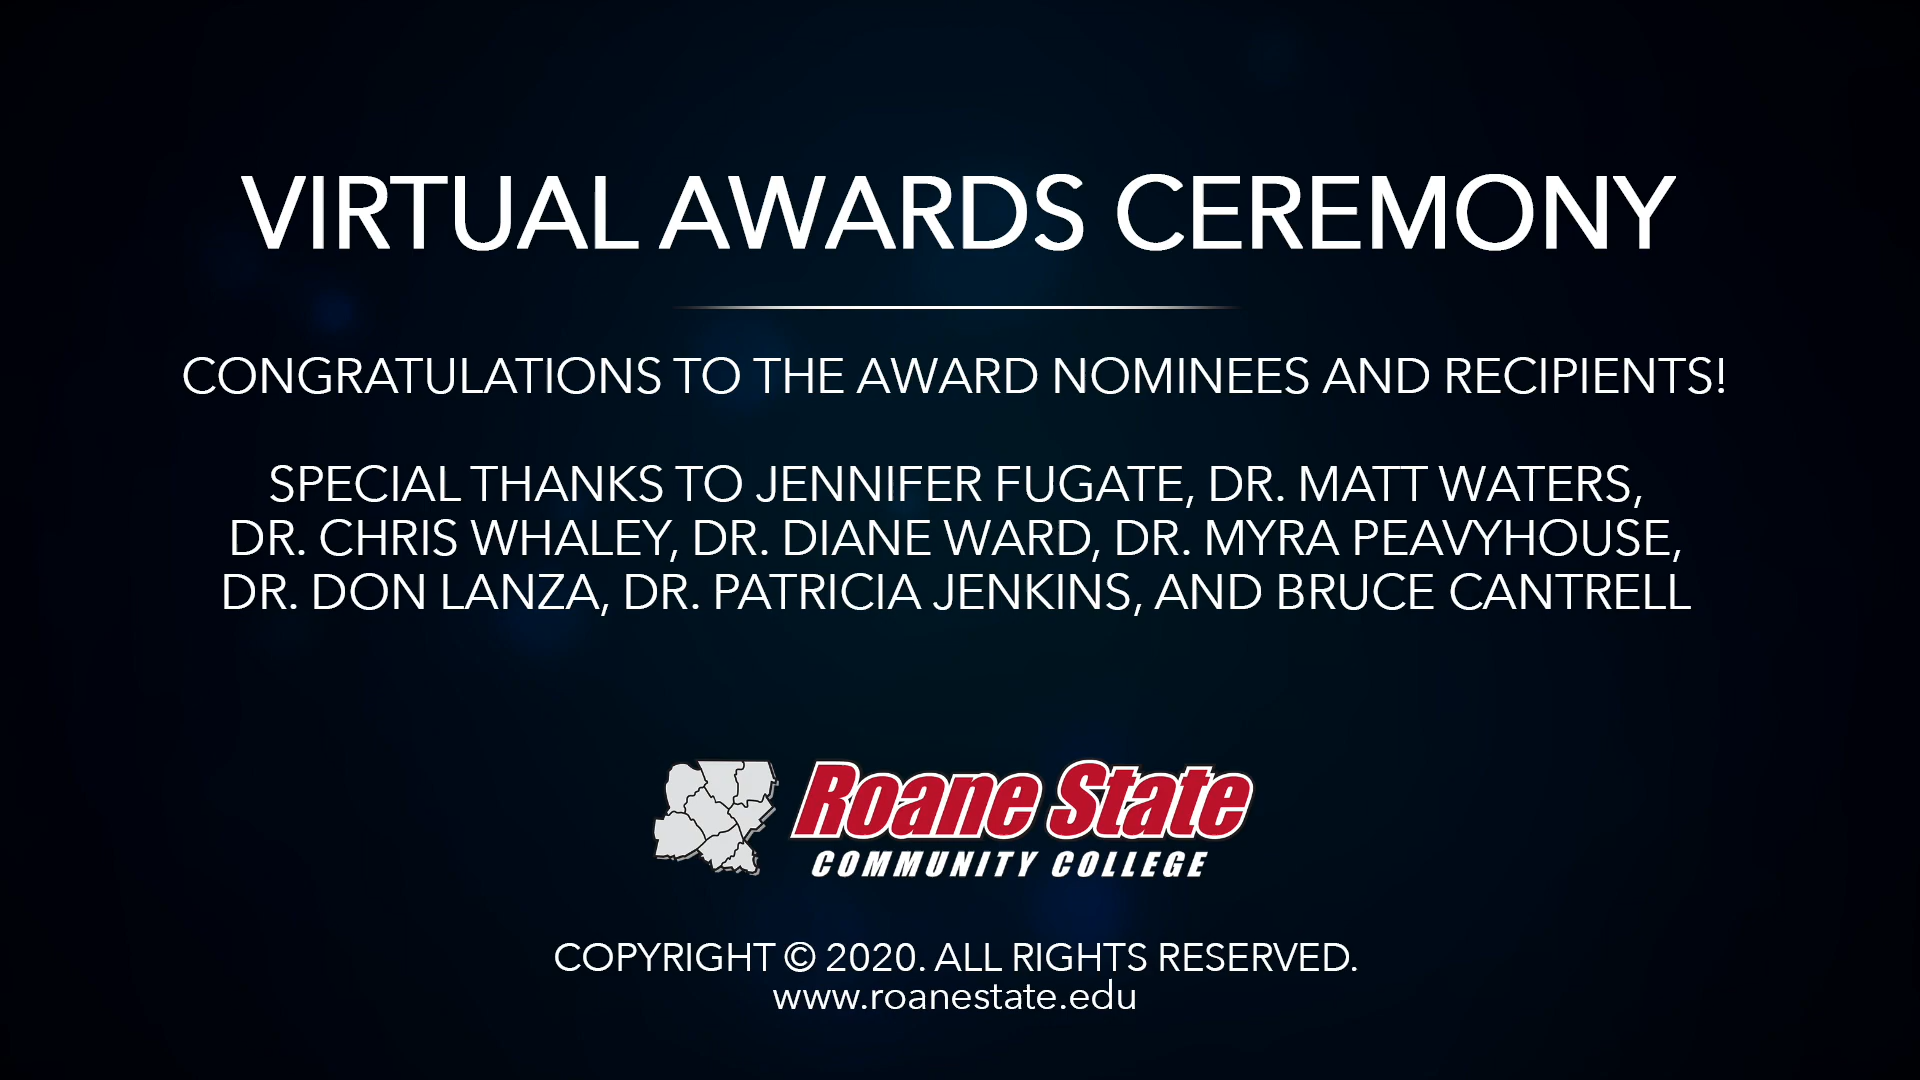 VIRTUAL AWARDS CEREMONY
CONGRATULATIONS TO THE AWARD NOMINEES AND RECIPIENTS!
SPECIAL THANKS TO JENNIFER FUGATE, DR. MATT WATERS,
DR. CHRIS WHALEY, DR. DIANE WARD, DR. MYRA PEAVYHOUSE,
DR. DON LANZA, DR. PATRICIA JENKINS, AND BRUCE CANTRELL
Roane State
COMMUNITY COLLEGE
COPYRIGHT © 2020. ALL RIGHTS RESERVED.
www.roanestate.edu